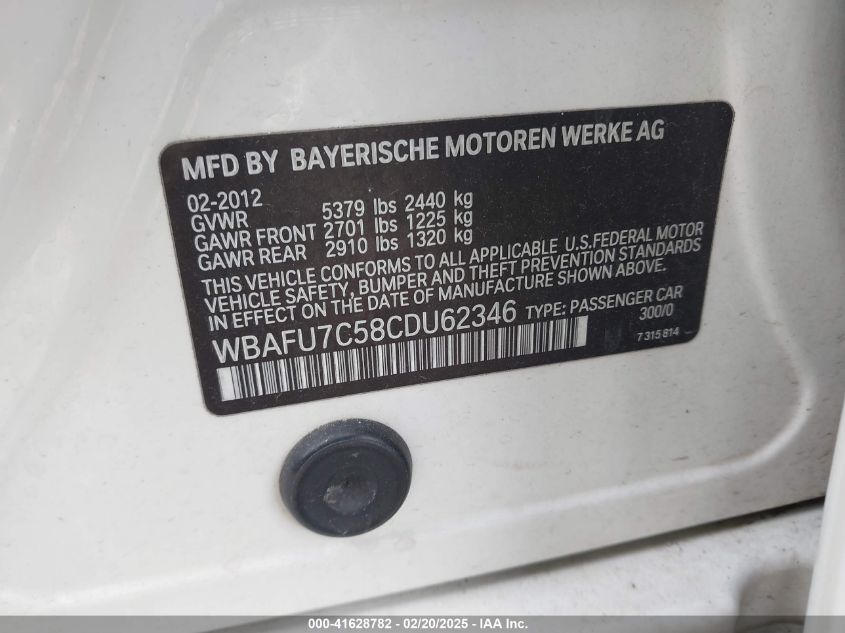 MFD BY BAYERISCHE MOTOREN WERKE AG
02-2012
GVWR 5379 lbs 2440 kg
GAWR FRONT 2701 lbs 1225 kg
GAWR REAR 2910 lbs 1320 kg
THIS VEHICLE CONFORMS TO ALL APPLICABLE U.S.FEDERAL MOTOR
VEHICLE SAFETY, BUMPER AND THEFT PREVENTION STANDARDS
IN EFFECT ON THE DATE OF MANUFACTURE SHOWN ABOVE.
WBAFU7C58CDU62346 TYPE: PASSENGER CAR
300/0
7 315 814
000-41628782 - 02/20/2025 - IAA Inc.